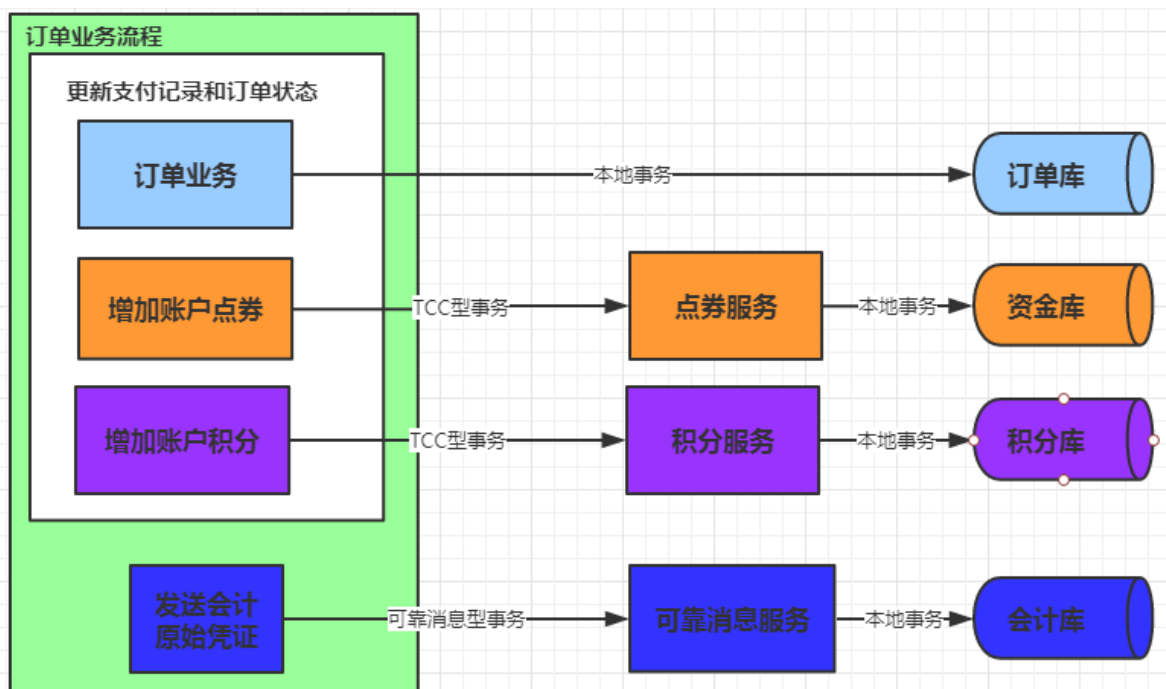 订单业务流程
更新支付记录和订单状态
订单业务
本地事务
订单库
增加账户点券
TCC型事务
点券服务
本地事务
资金库
增加账户积分
TCC型事务
积分服务
本地事务
积分库
发送会计
原始凭证
可靠消息型事务
可靠消息服务
本地事务
会计库